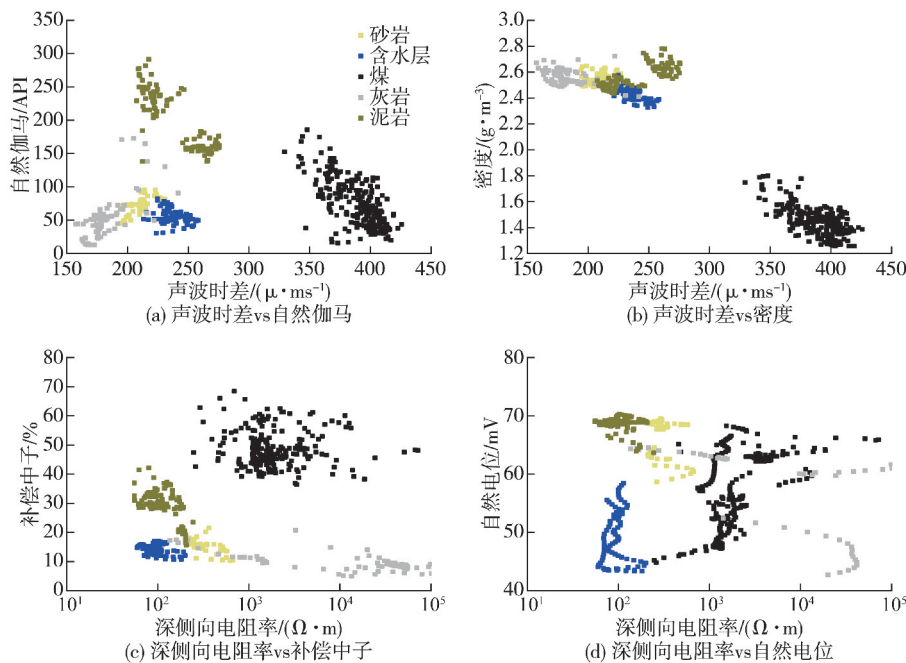 350
300
250
200
150
100
50
0
自然伽马/API
砂岩
含水层
煤
灰岩
泥岩
150 200 250 300 350 400 450
声波时差/(μ·ms⁻¹)
(a) 声波时差vs自然伽马
3.0
2.8
2.6
2.4
2.2
2.0
1.8
1.6
1.4
1.2
密度/(g·m⁻³)
150 200 250 300 350 400 450
声波时差/(μ·ms⁻¹)
(b) 声波时差vs密度
80
70
60
50
40
30
20
10
0
补偿中子/%
10¹ 10² 10³ 10⁴ 10⁵
深侧向电阻率/(Ω·m)
(c) 深侧向电阻率vs补偿中子
80
70
60
50
40
自然电位/mV
10¹ 10² 10³ 10⁴ 10⁵
深侧向电阻率/(Ω·m)
(d) 深侧向电阻率vs自然电位